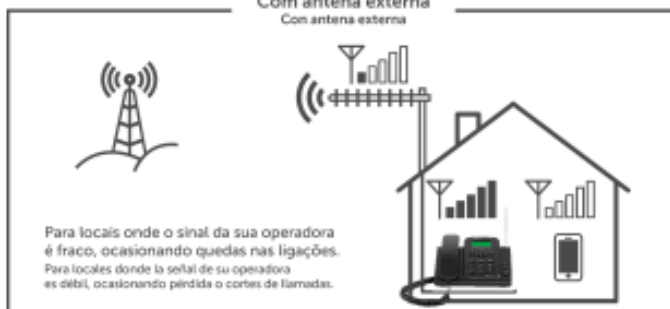 Com antena externa
Con antena externa
Para locais onde o sinal da sua operadora
é fraco, ocasionando quedas nas ligações.
Para locales donde la señal de su operadora
es débil, ocasionando pérdida o cortes de llamadas.